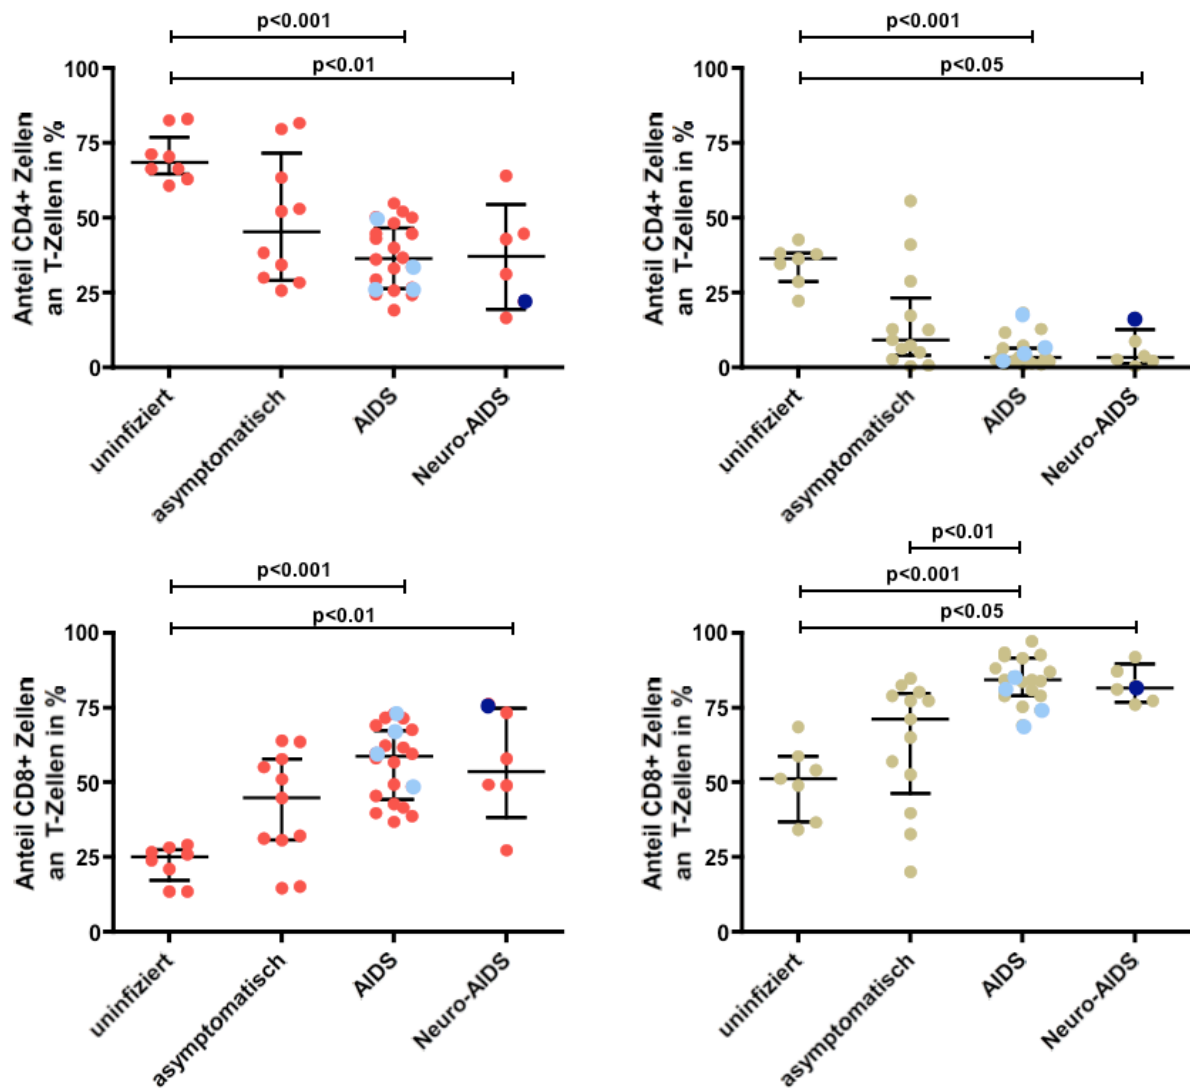 p<0.001
p<0.01
Anteil CD4+ Zellen
an T-Zellen in %
100
75
50
25
0
uninfiziert
asymptomatisch
AIDS
Neuro-AIDS
p<0.001
p<0.05
Anteil CD4+ Zellen
an T-Zellen in %
100
75
50
25
0
uninfiziert
asymptomatisch
AIDS
Neuro-AIDS
p<0.001
p<0.01
Anteil CD8+ Zellen
an T-Zellen in %
100
75
50
25
0
uninfiziert
asymptomatisch
AIDS
Neuro-AIDS
p<0.01
p<0.001
p<0.05
Anteil CD8+ Zellen
an T-Zellen in %
100
75
50
25
0
uninfiziert
asymptomatisch
AIDS
Neuro-AIDS